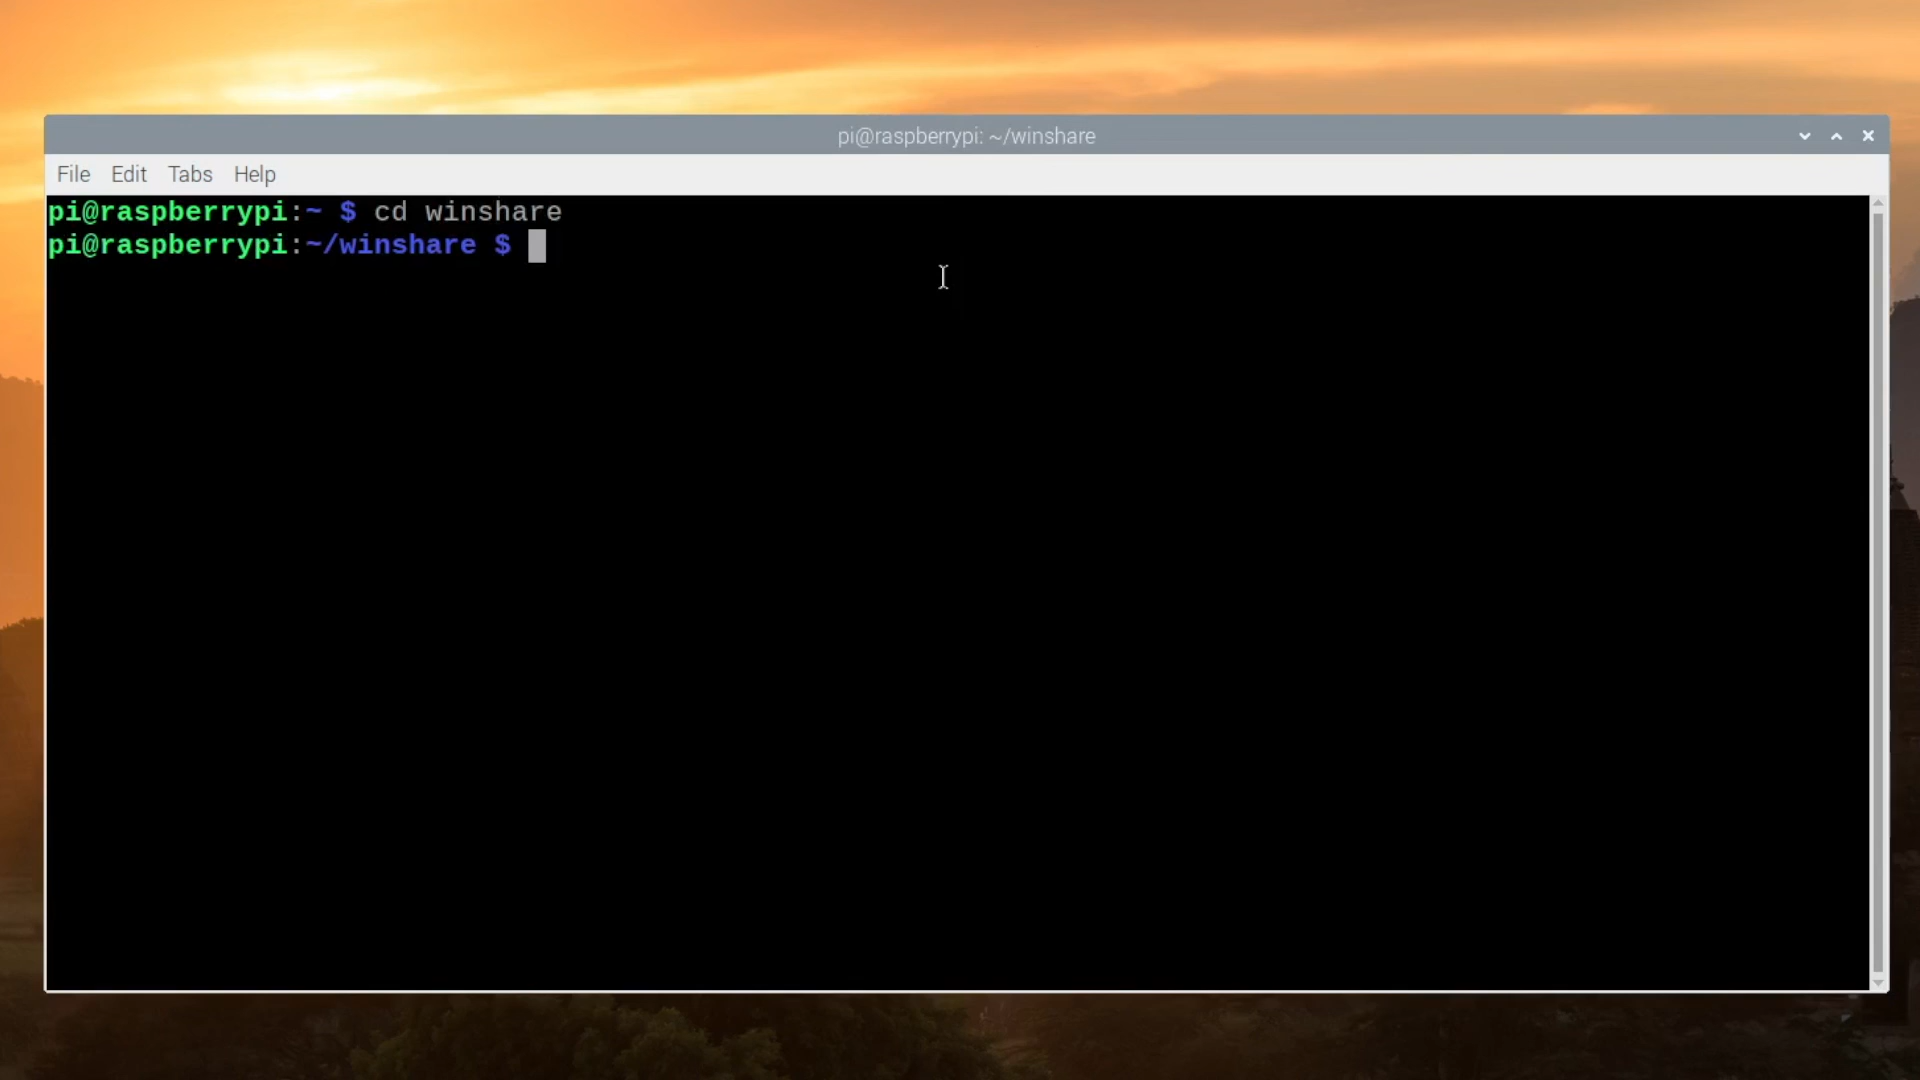 pi@raspberrypi: ~/winshare
File Edit Tabs Help
pi@raspberrypi:~ $ cd winshare
pi@raspberrypi:~/winshare $